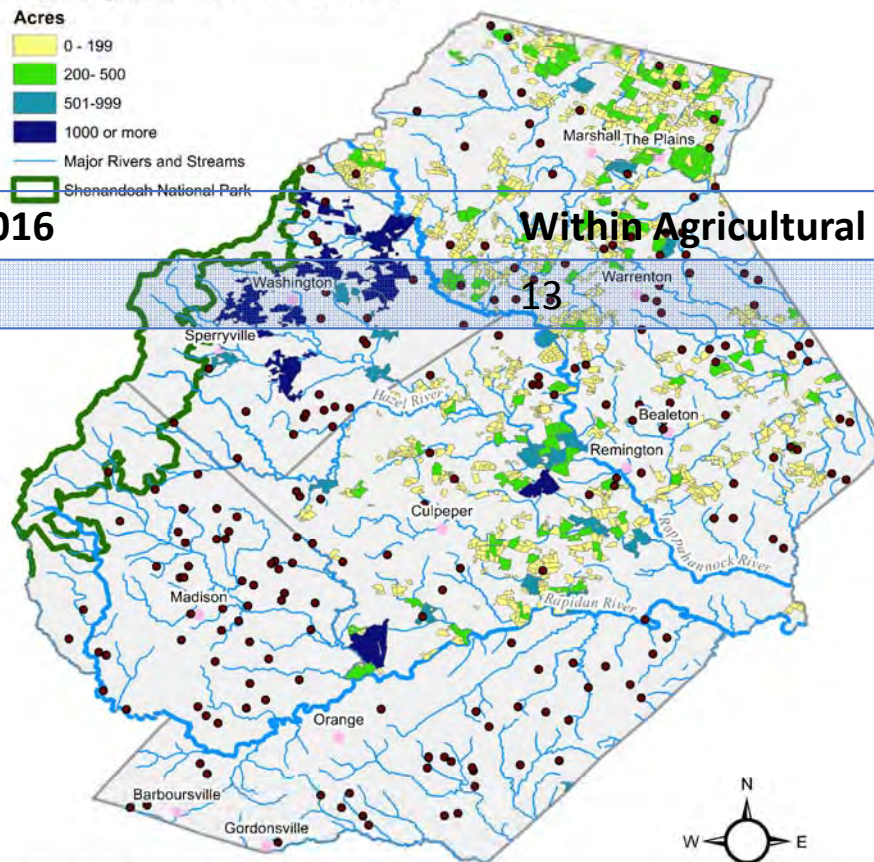 Acres
0 - 199
200- 500
501-999
1000 or more
Major Rivers and Streams
Shenandoah National Park
Marshall The Plains
016 Within Agricultural
Washington
13
Warrenton
Sperryville
Hazel River
Bealeton
Remington
Culpeper
Rappahannock River
Madison
Rapidan River
Orange
Barboursville
Gordonsville
N
W E